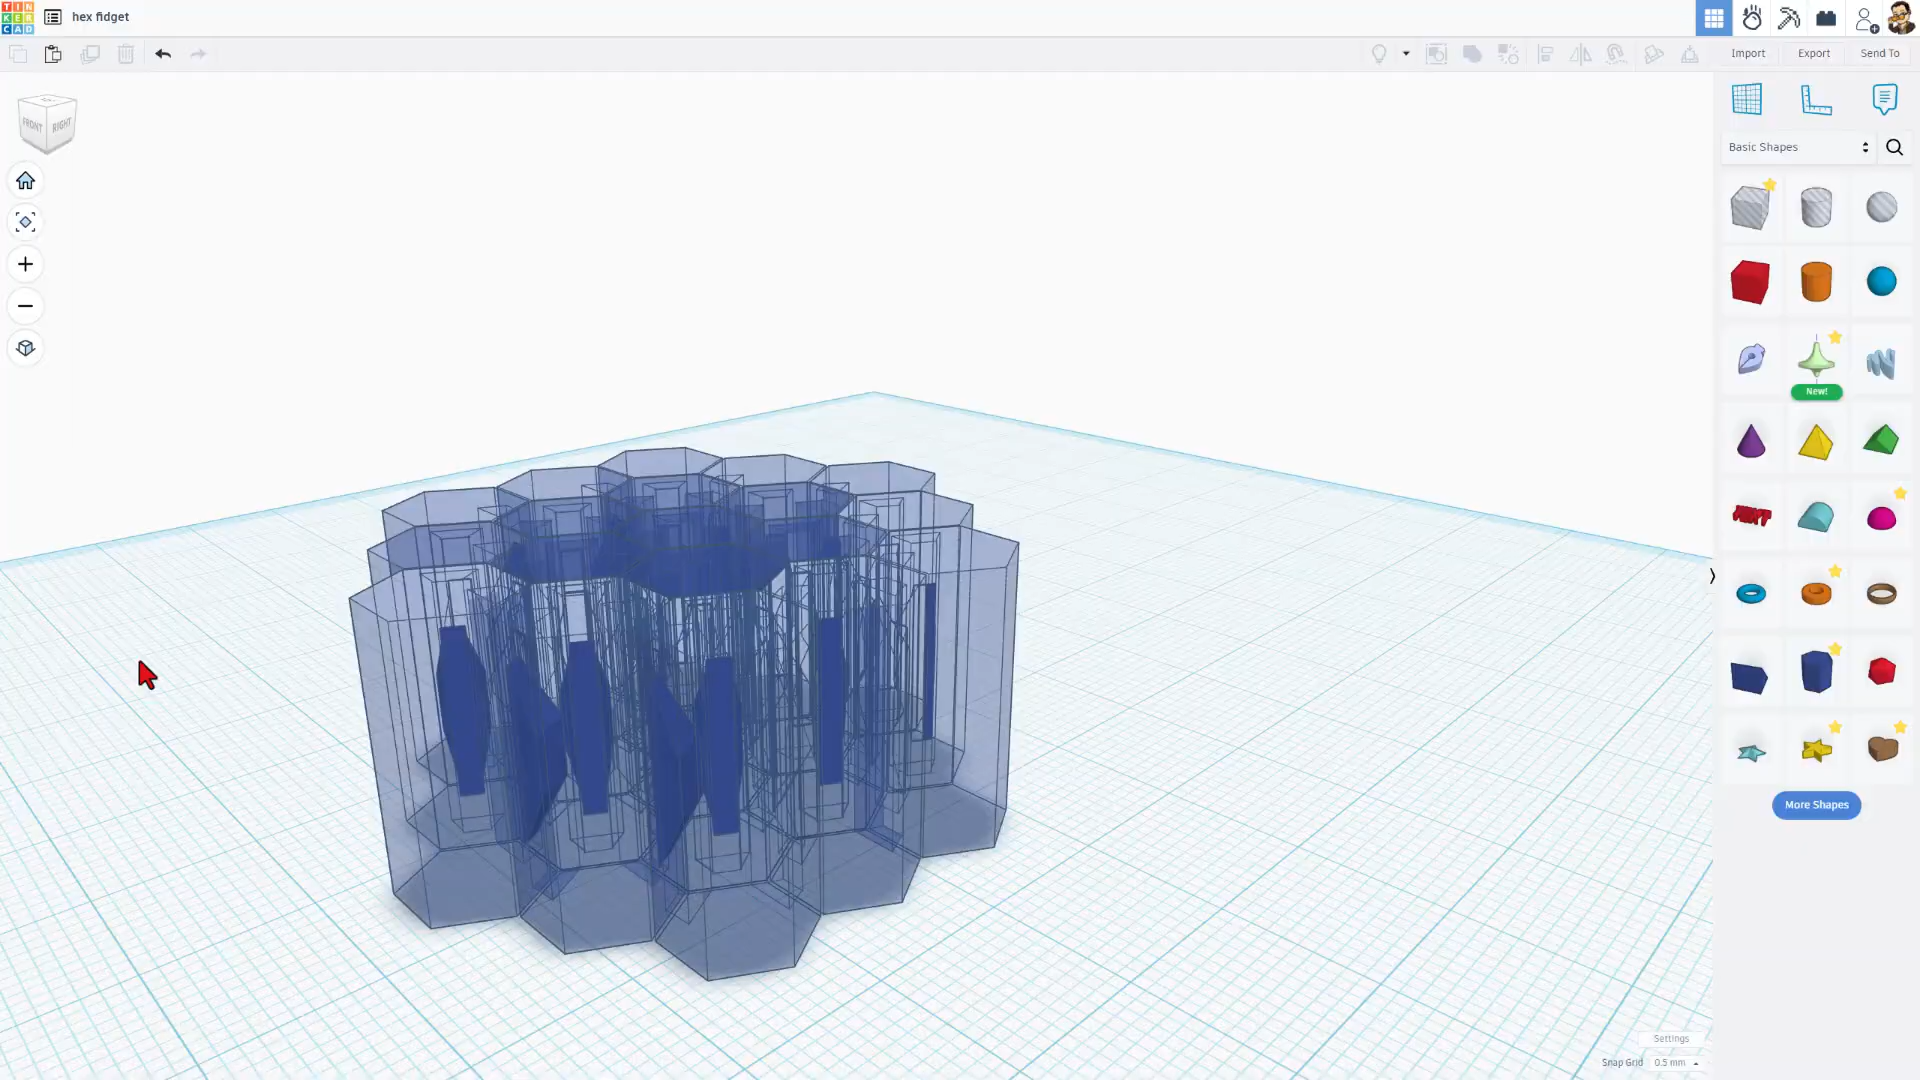 TIN
KER
CAD
hex fidget
Import
Export
Send To
FRONT
RIGHT
Basic Shapes
New!
TEXT
More Shapes
Settings
Snap Grid
0.5 mm